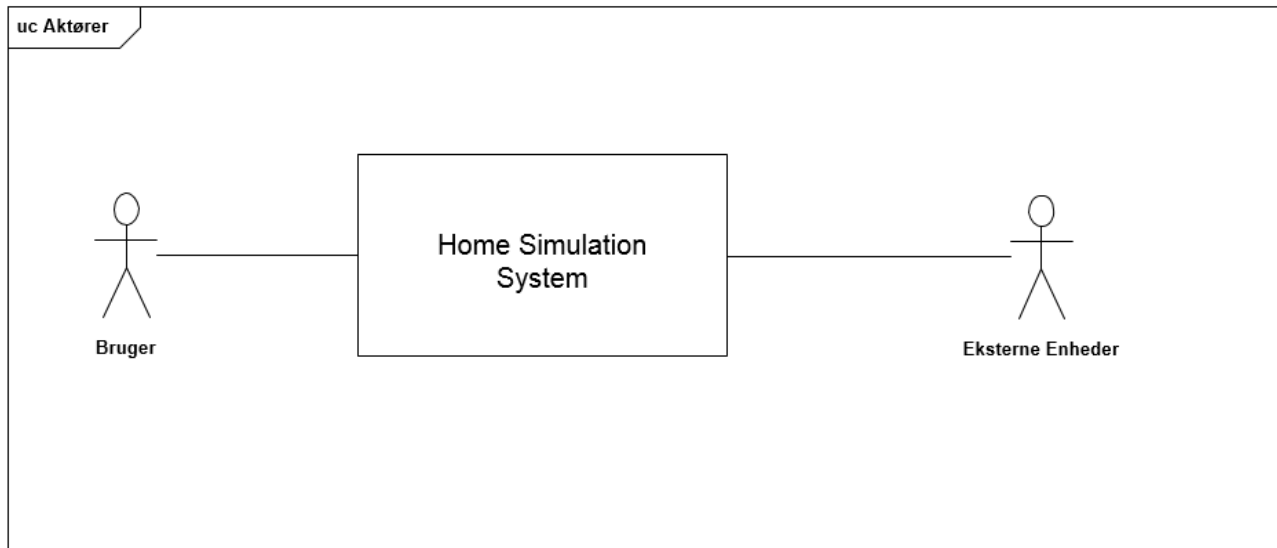 uc Aktører
Home Simulation
System
Bruger
Eksterne Enheder